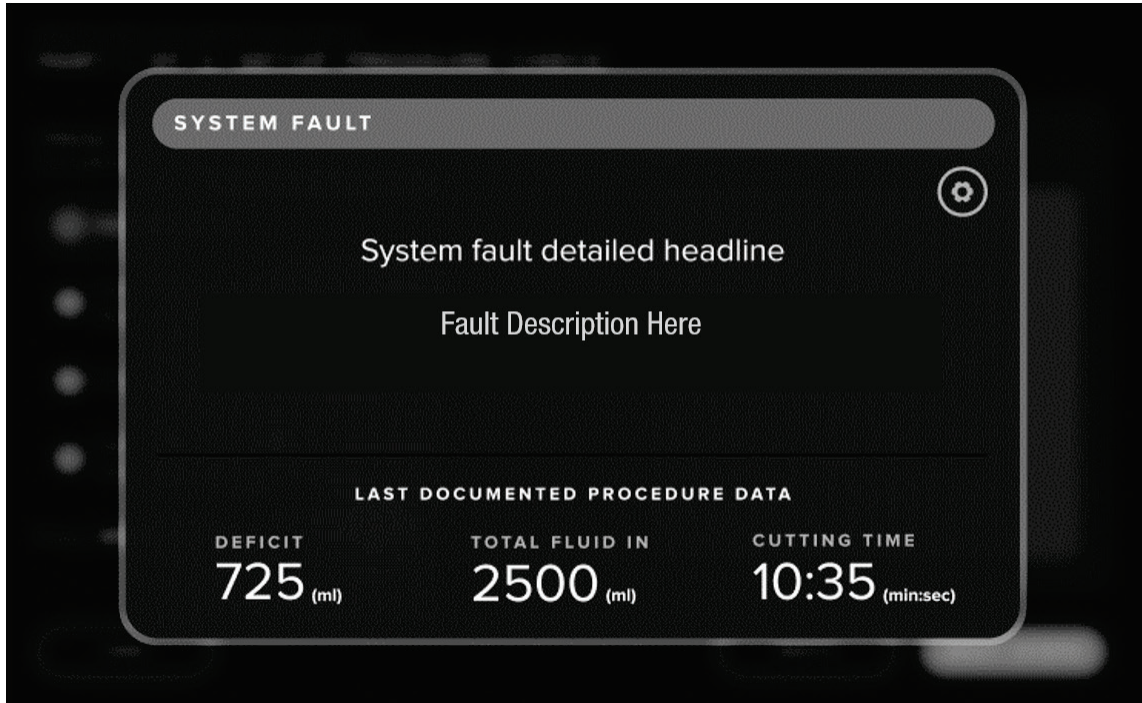 SYSTEM FAULT
System fault detailed headline
Fault Description Here
LAST DOCUMENTED PROCEDURE DATA
DEFICIT TOTAL FLUID IN CUTTING TIME
725 (ml) 2500 (ml) 10:35 (min:sec)